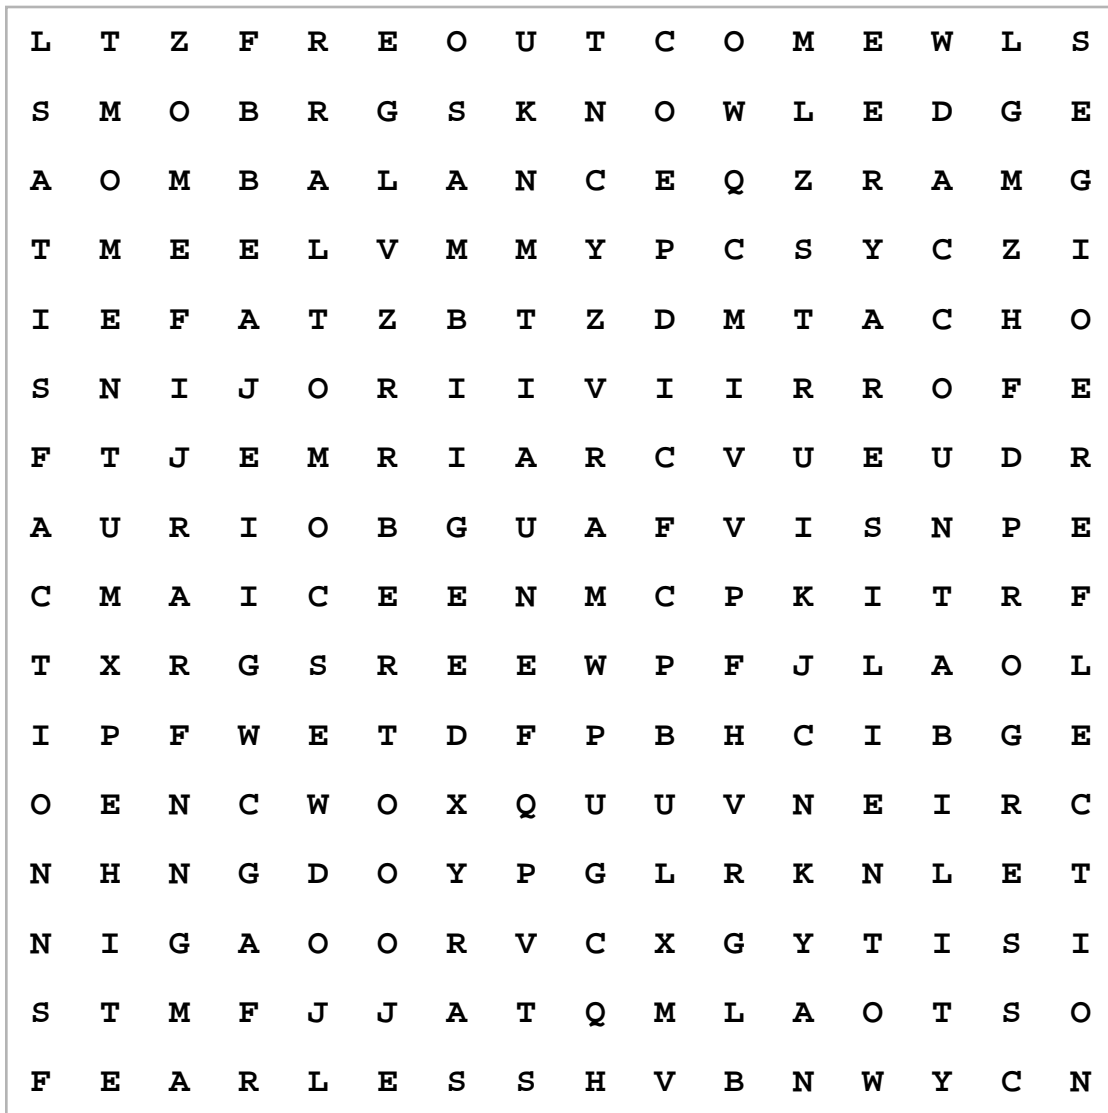 L T Z F R E O U T C O M E W L S
S M O B R G S K N O W L E D G E
A O M B A L A N C E Q Z R A M G
T M E E L V M M Y P C S Y C Z I
I E F A T Z B T Z D M T A C H O
S N I J O R I I V I I R R O F E
F T J E M R I A R C V U E U D R
A U R I O B G U A F V I S N P E
C M A I C E E N M C P K I T R F
T X R G S R E E W P F J L A O L
I P F W E T D F P B H C I B G E
O E N C W O X Q U U V N E I R C
N H N G D O Y P G L R K N L E T
N I G A O O R V C X G Y T I S I
S T M F J J A T Q M L A O T S O
F E A R L E S S H V B N W Y C N